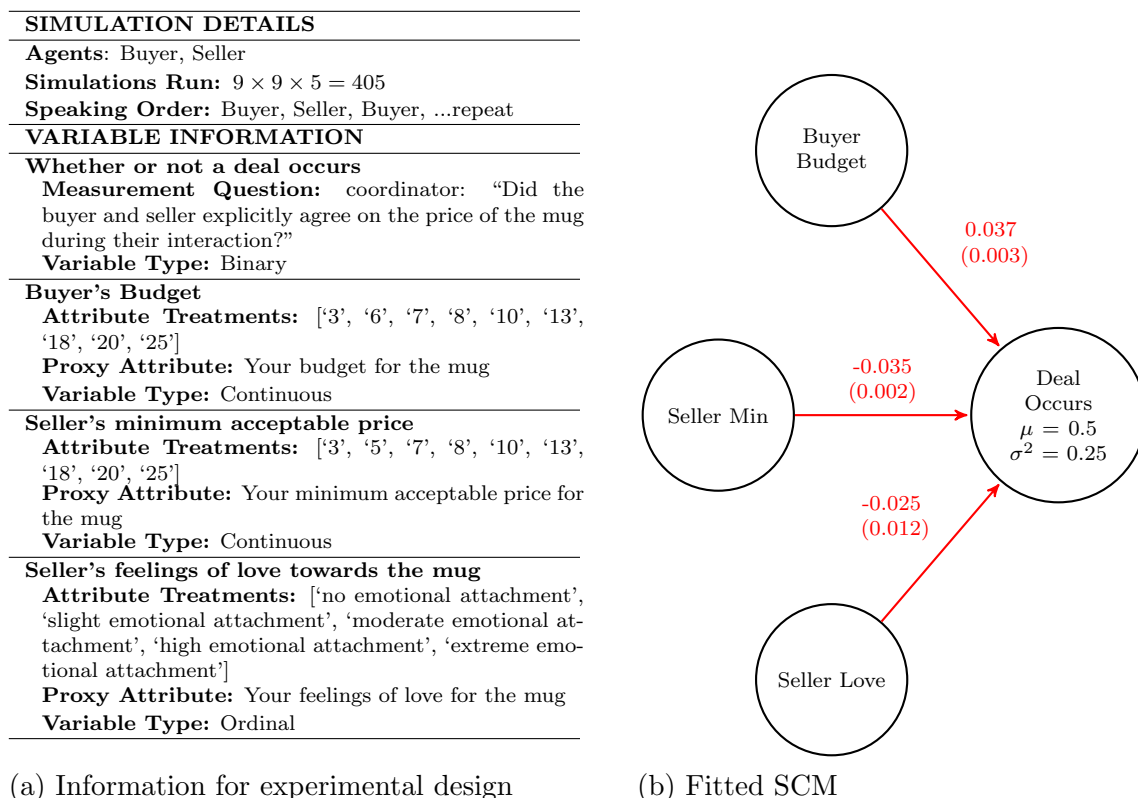 SIMULATION DETAILS
Agents: Buyer, Seller
Simulations Run: 9 × 9 × 5 = 405
Speaking Order: Buyer, Seller, Buyer, ...repeat
VARIABLE INFORMATION
Whether or not a deal occurs
Measurement Question: coordinator: “Did the
buyer and seller explicitly agree on the price of the mug
during their interaction?”
Variable Type: Binary
Buyer's Budget
Attribute Treatments: [‘3’, ‘6’, ‘7’, ‘8’, ‘10’, ‘13’,
‘18’, ‘20’, ‘25’]
Proxy Attribute: Your budget for the mug
Variable Type: Continuous
Seller's minimum acceptable price
Attribute Treatments: [‘3’, ‘5’, ‘7’, ‘8’, ‘10’, ‘13’,
‘18’, ‘20’, ‘25’]
Proxy Attribute: Your minimum acceptable price for
the mug
Variable Type: Continuous
Seller's feelings of love towards the mug
Attribute Treatments: [‘no emotional attachment’,
‘slight emotional attachment’, ‘moderate emotional at-
tachment’, ‘high emotional attachment’, ‘extreme emo-
tional attachment’]
Proxy Attribute: Your feelings of love for the mug
Variable Type: Ordinal
(a) Information for experimental design
Buyer
Budget
0.037
(0.003)
Seller Min
-0.035
(0.002)
Deal
Occurs
μ = 0.5
σ² = 0.25
-0.025
(0.012)
Seller Love
(b) Fitted SCM